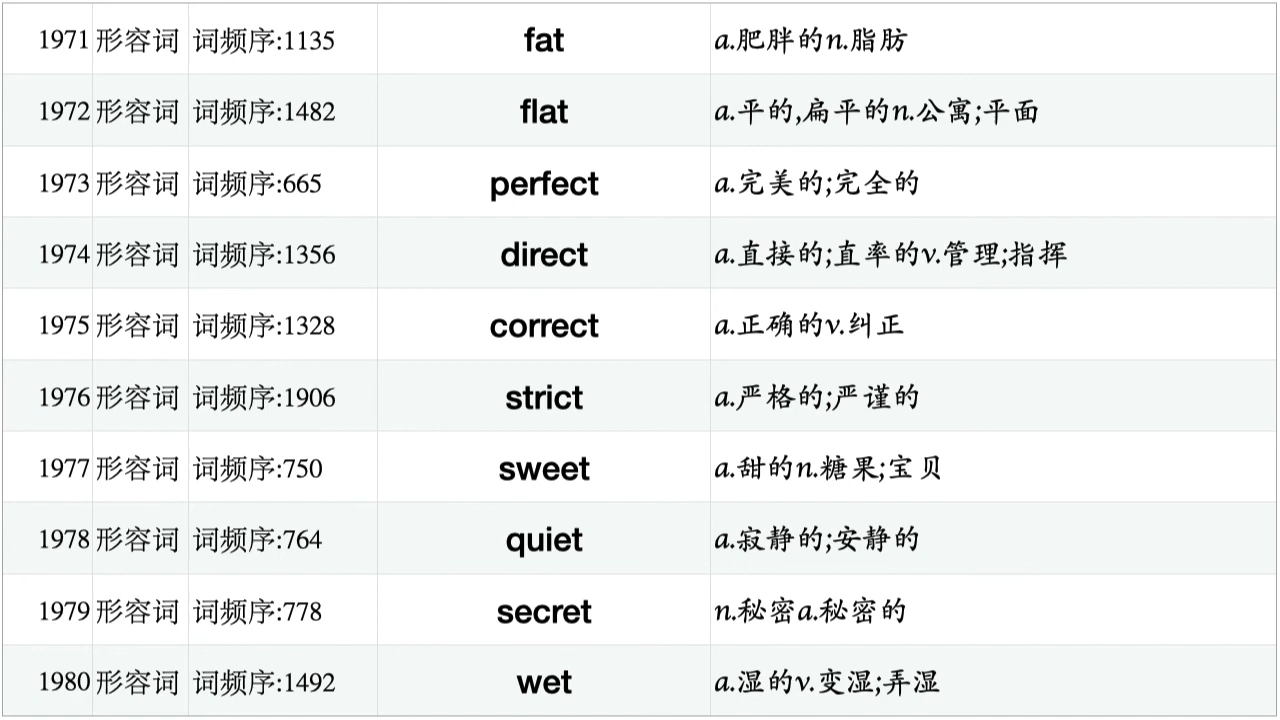 1971 形容词 词频序:1135 fat a.肥胖的n.脂肪
1972 形容词 词频序:1482 flat a.平的,扁平的n.公寓;平面
1973 形容词 词频序:665 perfect a.完美的;完全的
1974 形容词 词频序:1356 direct a.直接的;直率的v.管理;指挥
1975 形容词 词频序:1328 correct a.正确的v.纠正
1976 形容词 词频序:1906 strict a.严格的;严谨的
1977 形容词 词频序:750 sweet a.甜的n.糖果;宝贝
1978 形容词 词频序:764 quiet a.寂静的;安静的
1979 形容词 词频序:778 secret n.秘密a.秘密的
1980 形容词 词频序:1492 wet a.湿的v.变湿;弄湿